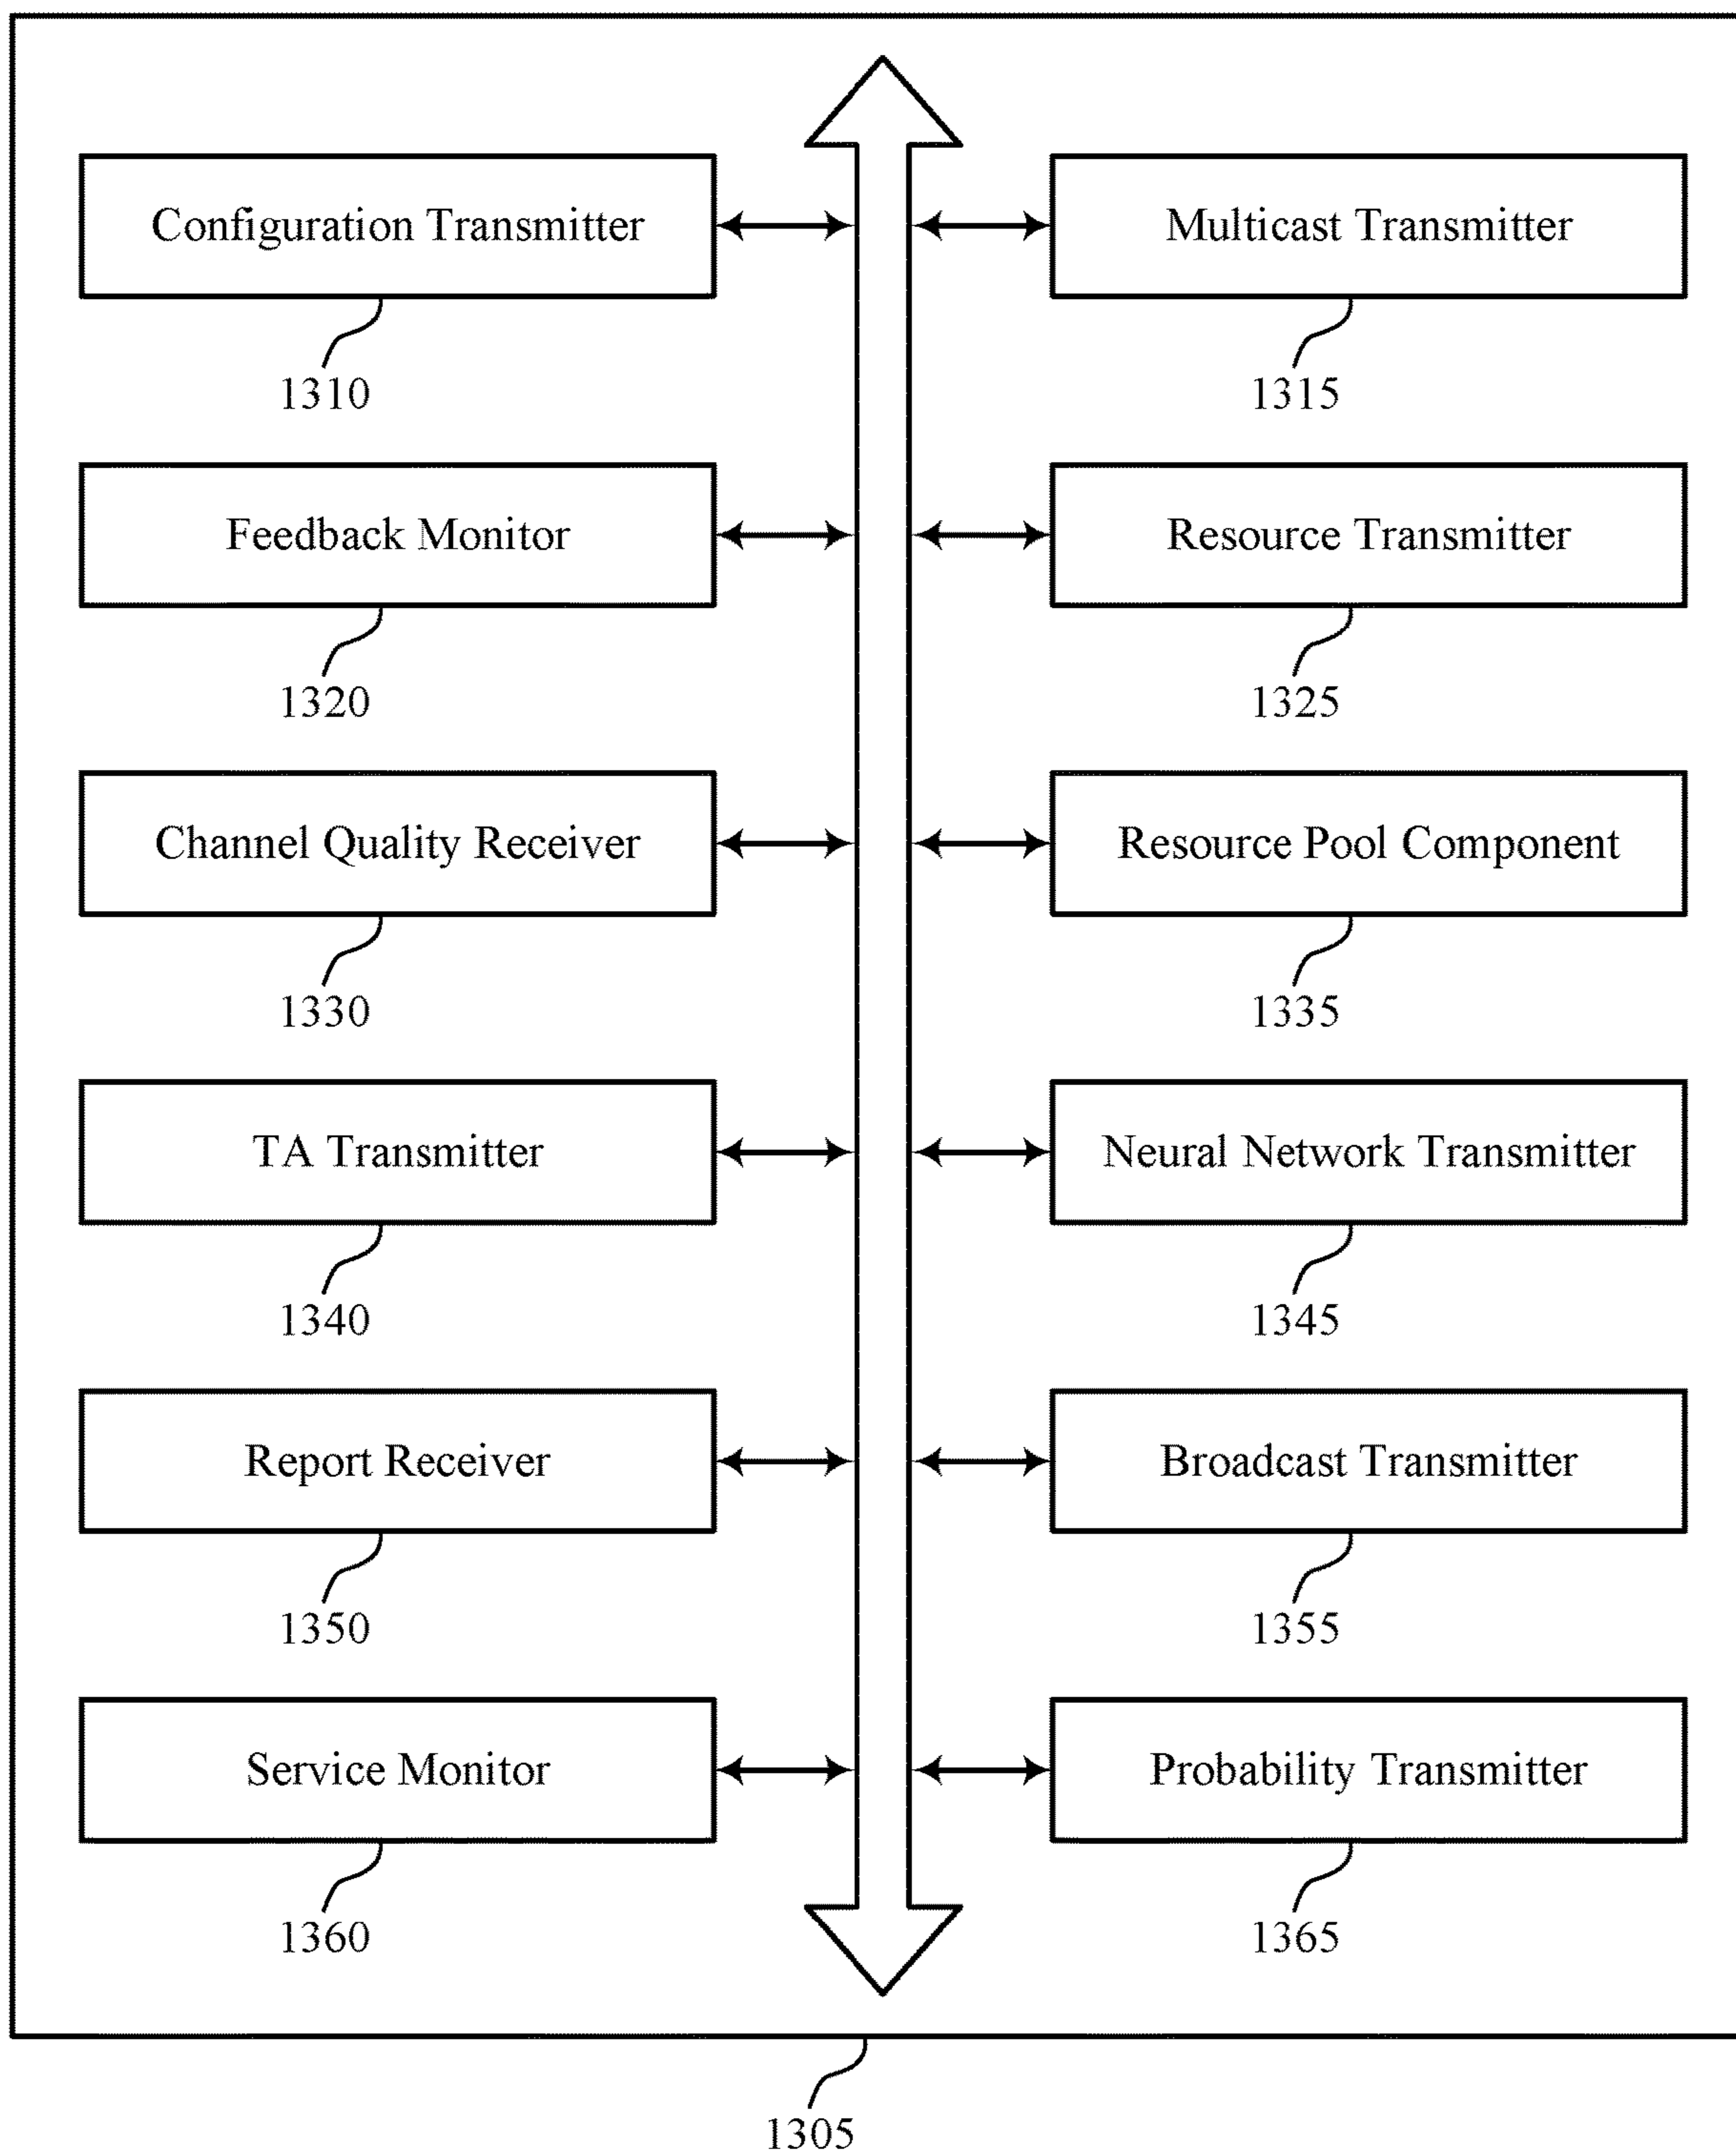 Configuration Transmitter
Multicast Transmitter
1310
1315
Feedback Monitor
Resource Transmitter
1320
1325
Channel Quality Receiver
Resource Pool Component
1330
1335
TA Transmitter
Neural Network Transmitter
1340
1345
Report Receiver
Broadcast Transmitter
1350
1355
Service Monitor
Probability Transmitter
1360
1365
1305